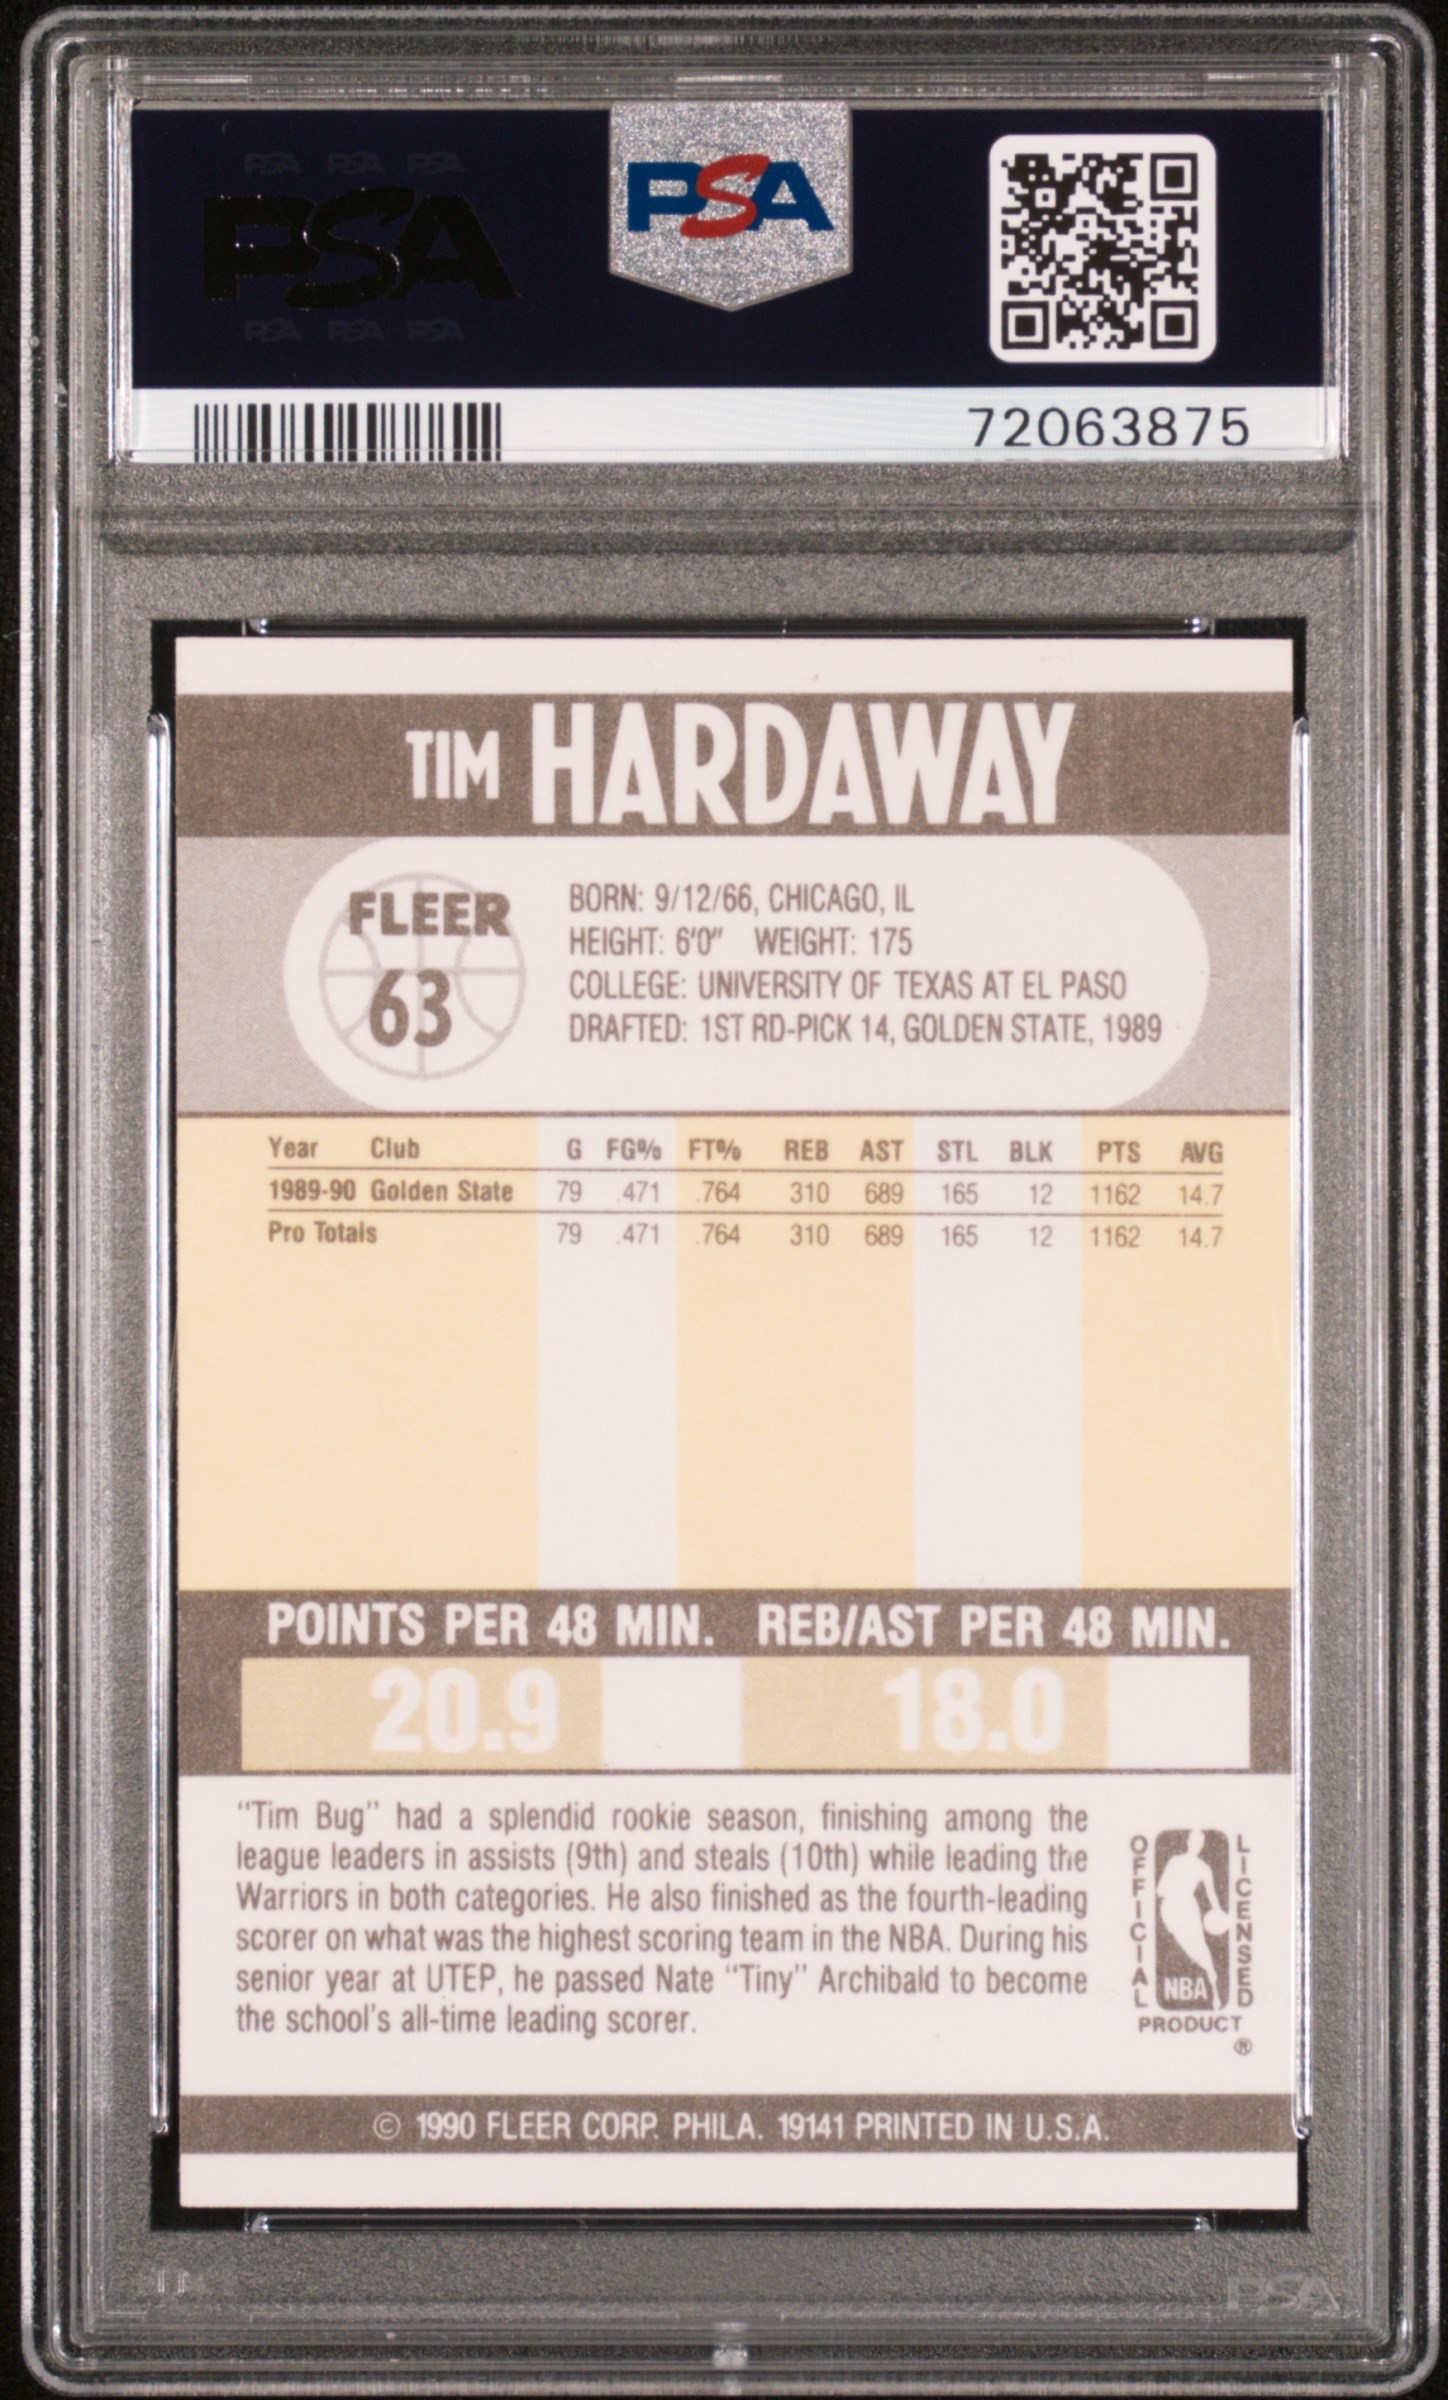 PSA PSA PSA
PSA
PSA PSA PSA
PSA
72063875
TIM HARDAWAY
FLEER
63
BORN: 9/12/66, CHICAGO, IL
HEIGHT: 6'0" WEIGHT: 175
COLLEGE: UNIVERSITY OF TEXAS AT EL PASO
DRAFTED: 1ST RD-PICK 14, GOLDEN STATE, 1989
Year Club G FG% FT% REB AST STL BLK PTS AVG
1989-90 Golden State 79 .471 .764 310 689 165 12 1162 14.7
Pro Totals 79 .471 .764 310 689 165 12 1162 14.7
POINTS PER 48 MIN. REB/AST PER 48 MIN.
20.9 18.0
"Tim Bug" had a splendid rookie season, finishing among the
league leaders in assists (9th) and steals (10th) while leading the
Warriors in both categories. He also finished as the fourth-leading
scorer on what was the highest scoring team in the NBA. During his
senior year at UTEP, he passed Nate "Tiny" Archibald to become
the school's all-time leading scorer.
OFFICIAL
LICENSED
NBA
PRODUCT
®
© 1990 FLEER CORP. PHILA. 19141 PRINTED IN U.S.A.
PSA